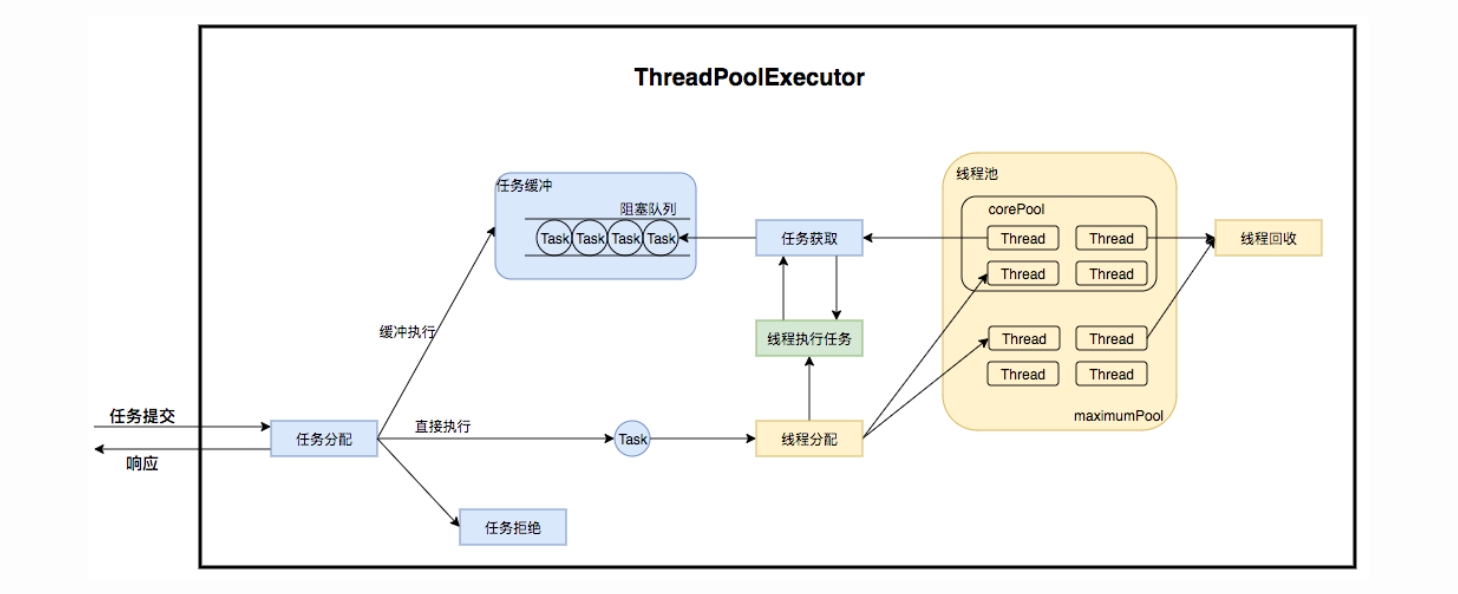 ThreadPoolExecutor
任务缓冲
阻塞队列
Task Task Task Task
任务获取
线程池
corePool
Thread Thread
Thread Thread
线程回收
缓冲执行
线程执行任务
Thread Thread
Thread Thread
maximumPool
任务提交
响应
任务分配
直接执行
Task
线程分配
任务拒绝